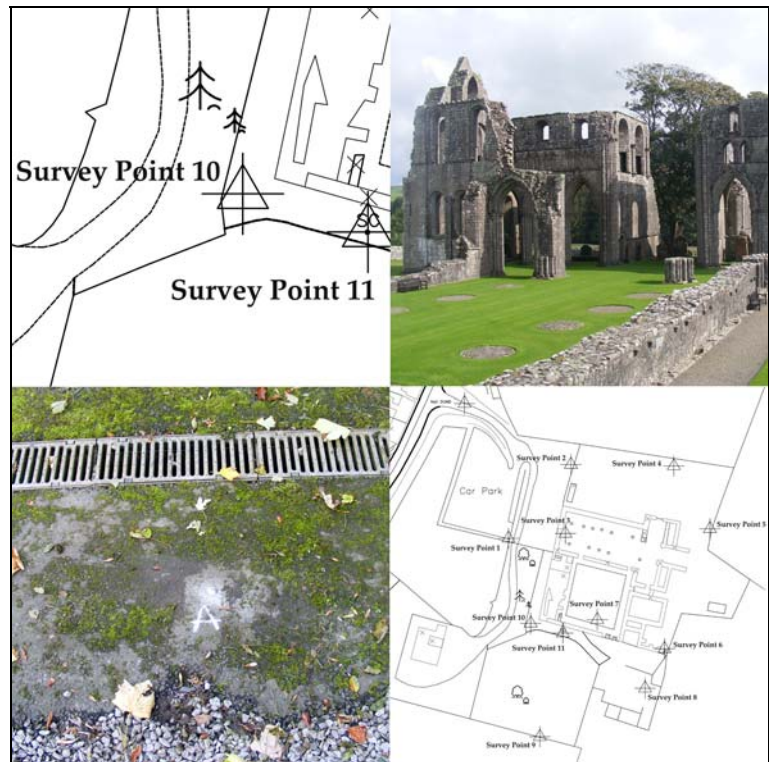 Survey Point 10
SC
Survey Point 11
A
Survey Point 2
Survey Point 4
Car Park
Survey Point 3
Survey Point 5
Survey Point 1
Survey Point 7
Survey Point 10
Survey Point 11
Survey Point 6
Survey Point 8
Survey Point 9